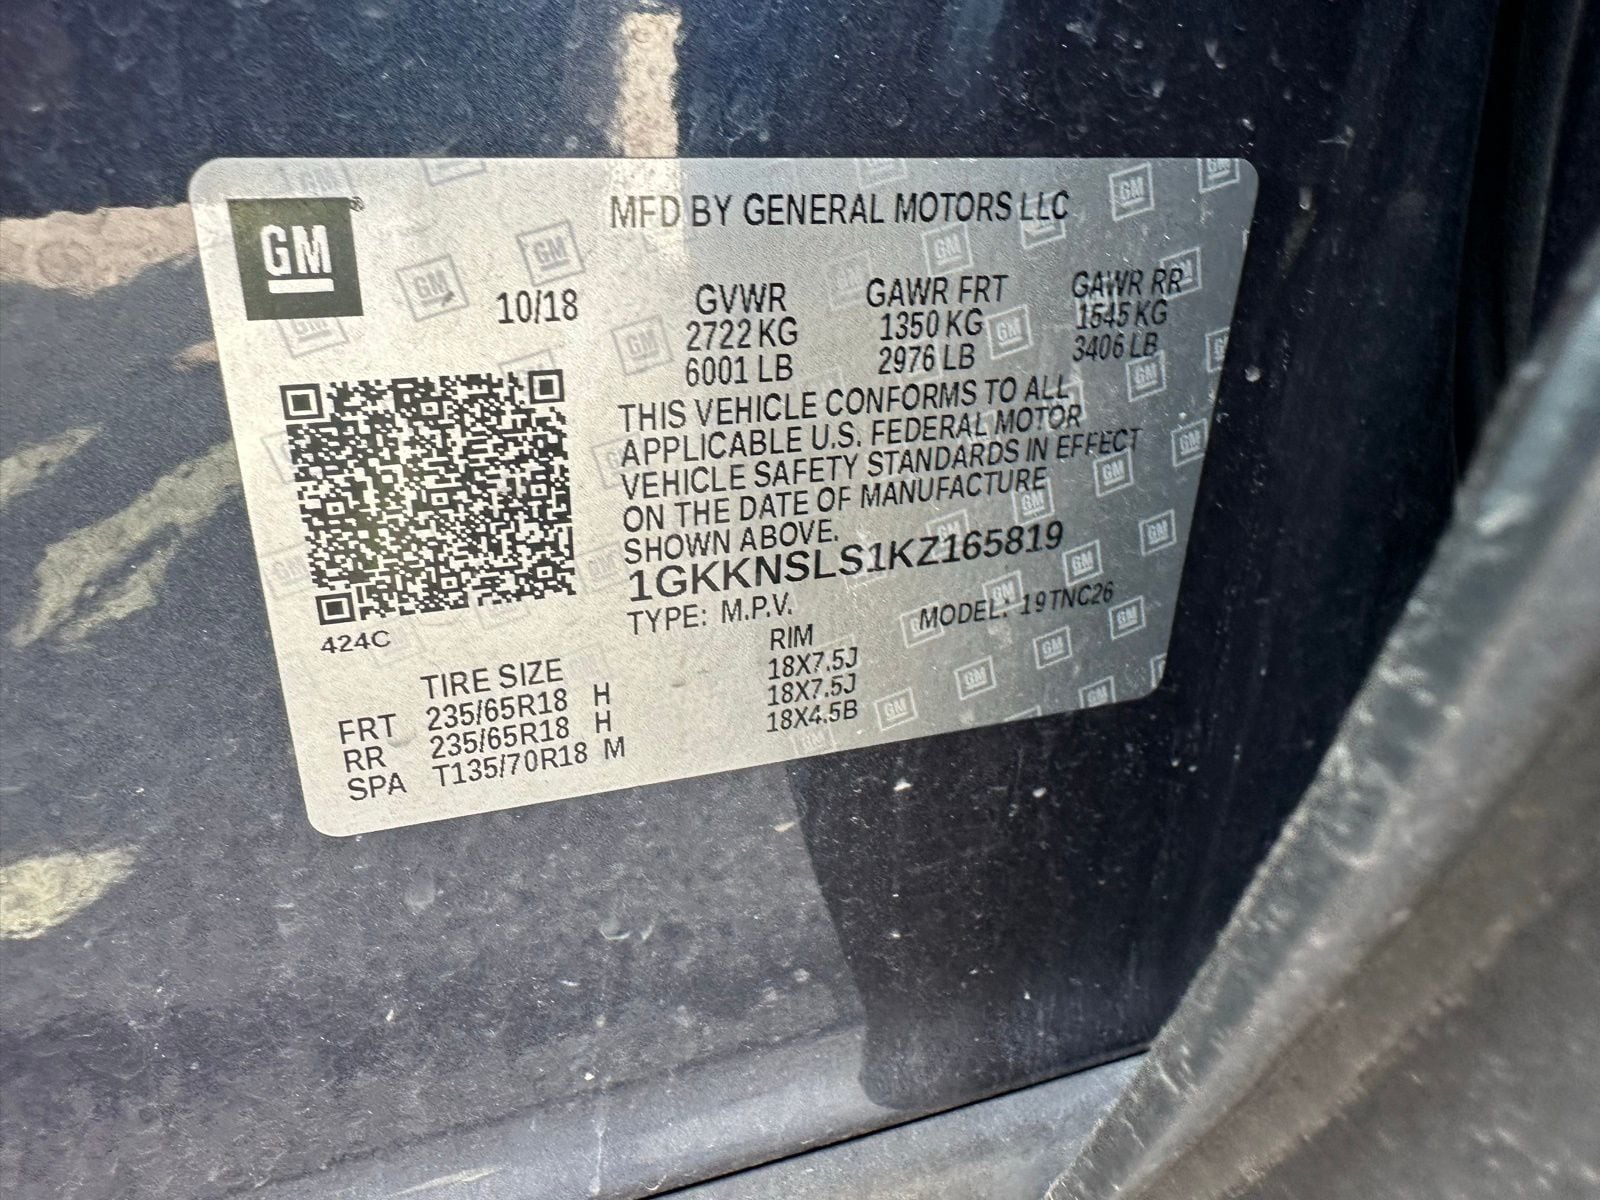 GM
MFD BY GENERAL MOTORS LLC
10/18
GVWR GAWR FRT GAWR RR
2722 KG 1350 KG 1545 KG
6001 LB 2976 LB 3406 LB
THIS VEHICLE CONFORMS TO ALL
APPLICABLE U.S. FEDERAL MOTOR
VEHICLE SAFETY STANDARDS IN EFFECT
ON THE DATE OF MANUFACTURE
SHOWN ABOVE.
1GKKNSLS1KZ165819
TYPE: M.P.V. MODEL: 19TNC26
424C
TIRE SIZE RIM
FRT 235/65R18 H 18X7.5J
RR 235/65R18 H 18X7.5J
SPA T135/70R18 M 18X4.5B